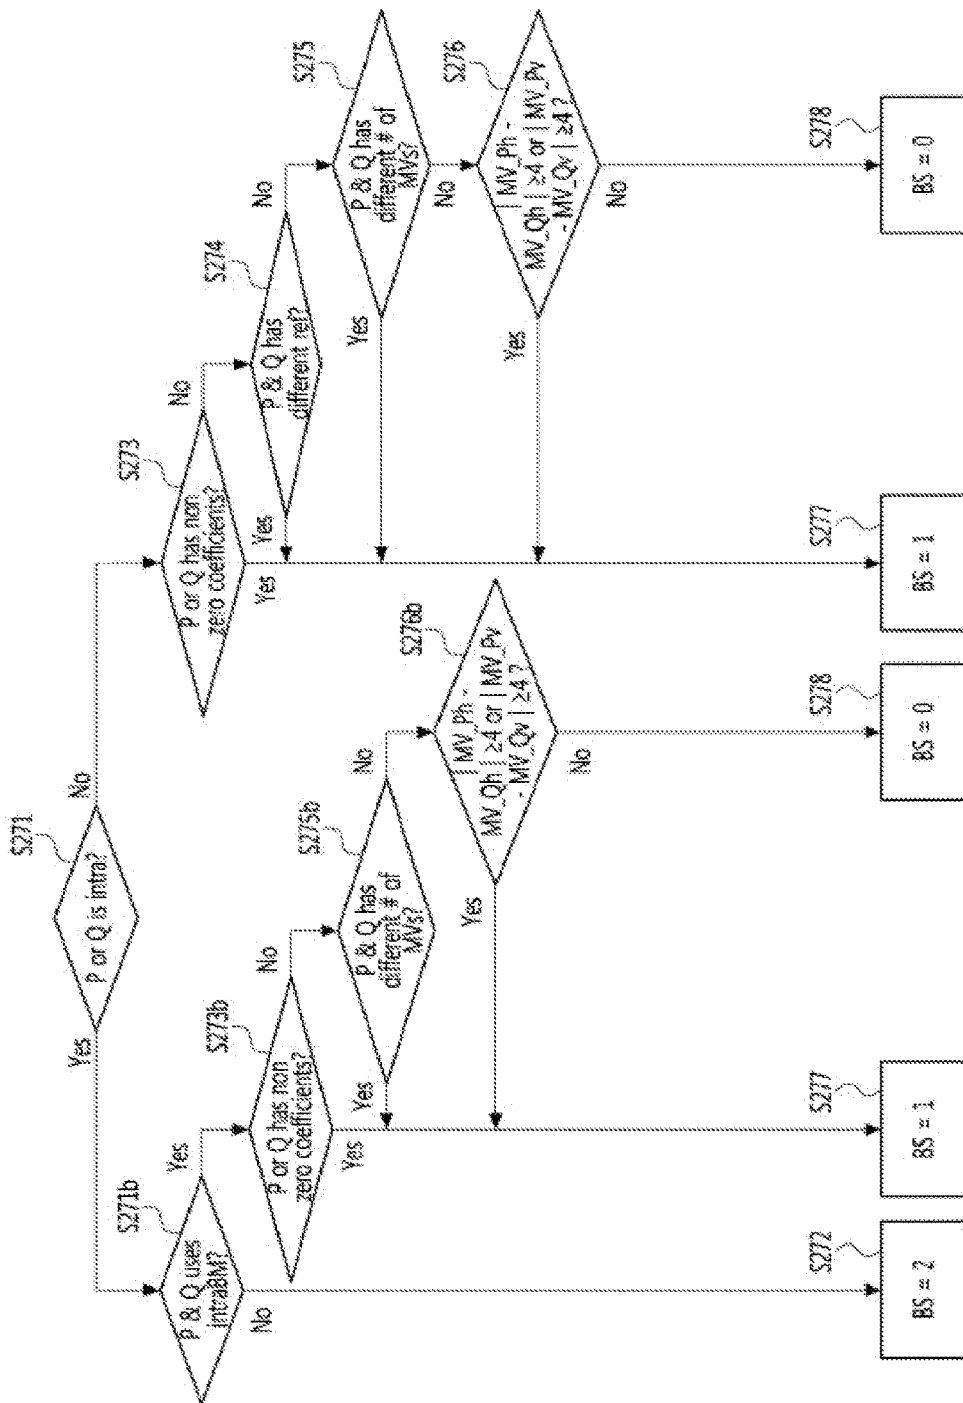 S271
P or Q is intra?
Yes
No
S271b
P & Q uses
intraBM?
Yes
No
S273b
P or Q has non
zero coefficients?
No
Yes
S275b
P & Q has
different # of
MVs?
Yes
No
S276b
| MV_Ph -
MV_Qh | ≥4 or | MV_Pv
- MV_Qv | ≥4 ?
Yes
No
S273
P or Q has non
zero coefficients?
No
Yes
S274
P & Q has
different ref?
Yes
No
S275
P & Q has
different # of
MVs?
Yes
No
S276
| MV_Ph -
MV_Qh | ≥4 or | MV_Pv
- MV_Qv | ≥4 ?
Yes
No
S272
BS = 2
S277
BS = 1
S278
BS = 0
S277
BS = 1
S278
BS = 0